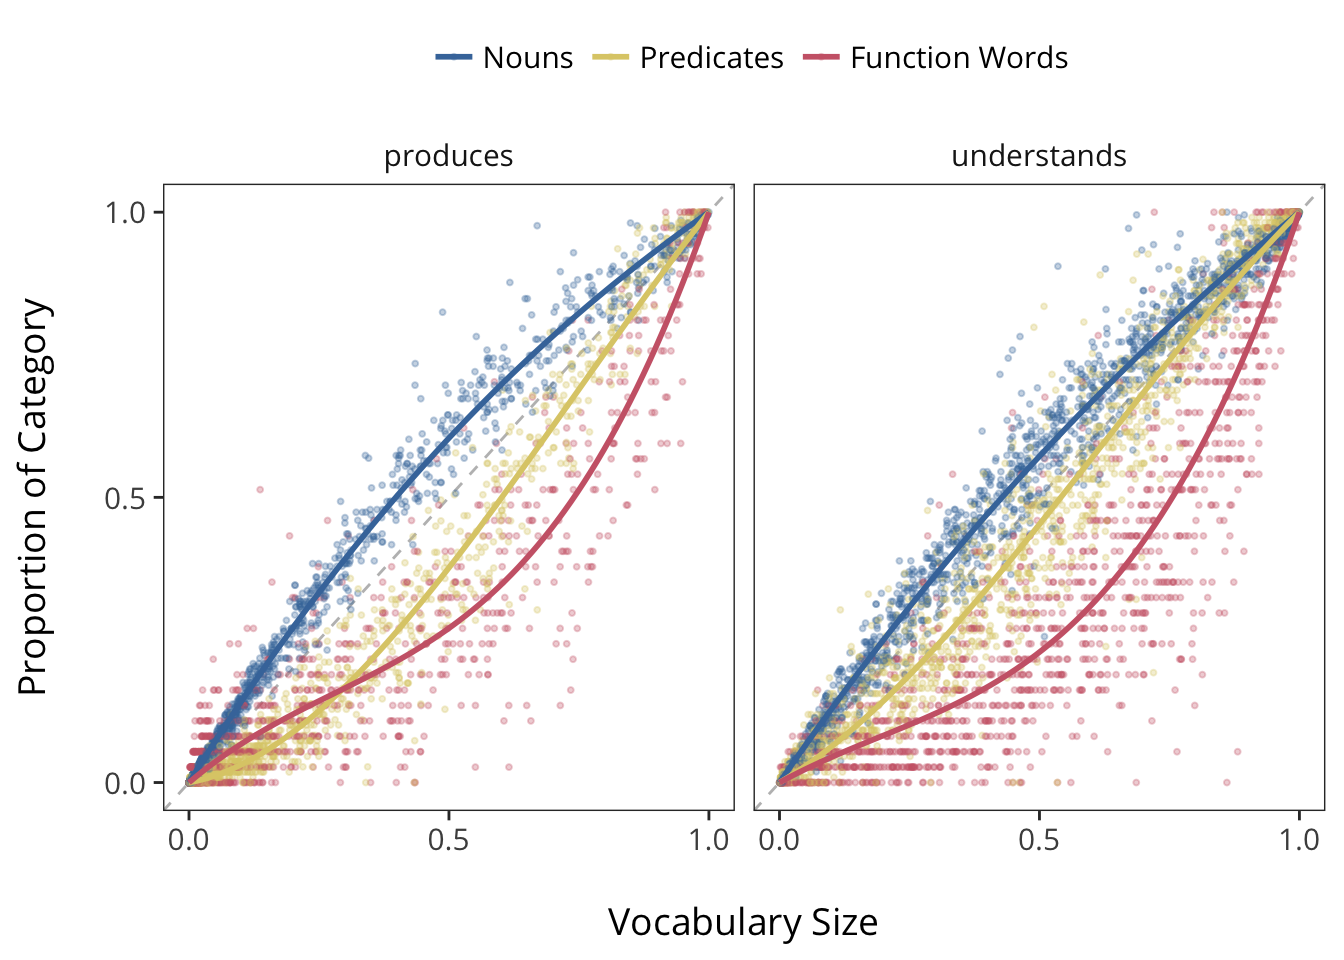 Nouns Predicates Function Words
produces understands
Proportion of Category
1.0
0.5
0.0
0.0 0.5 1.0 0.0 0.5 1.0
Vocabulary Size